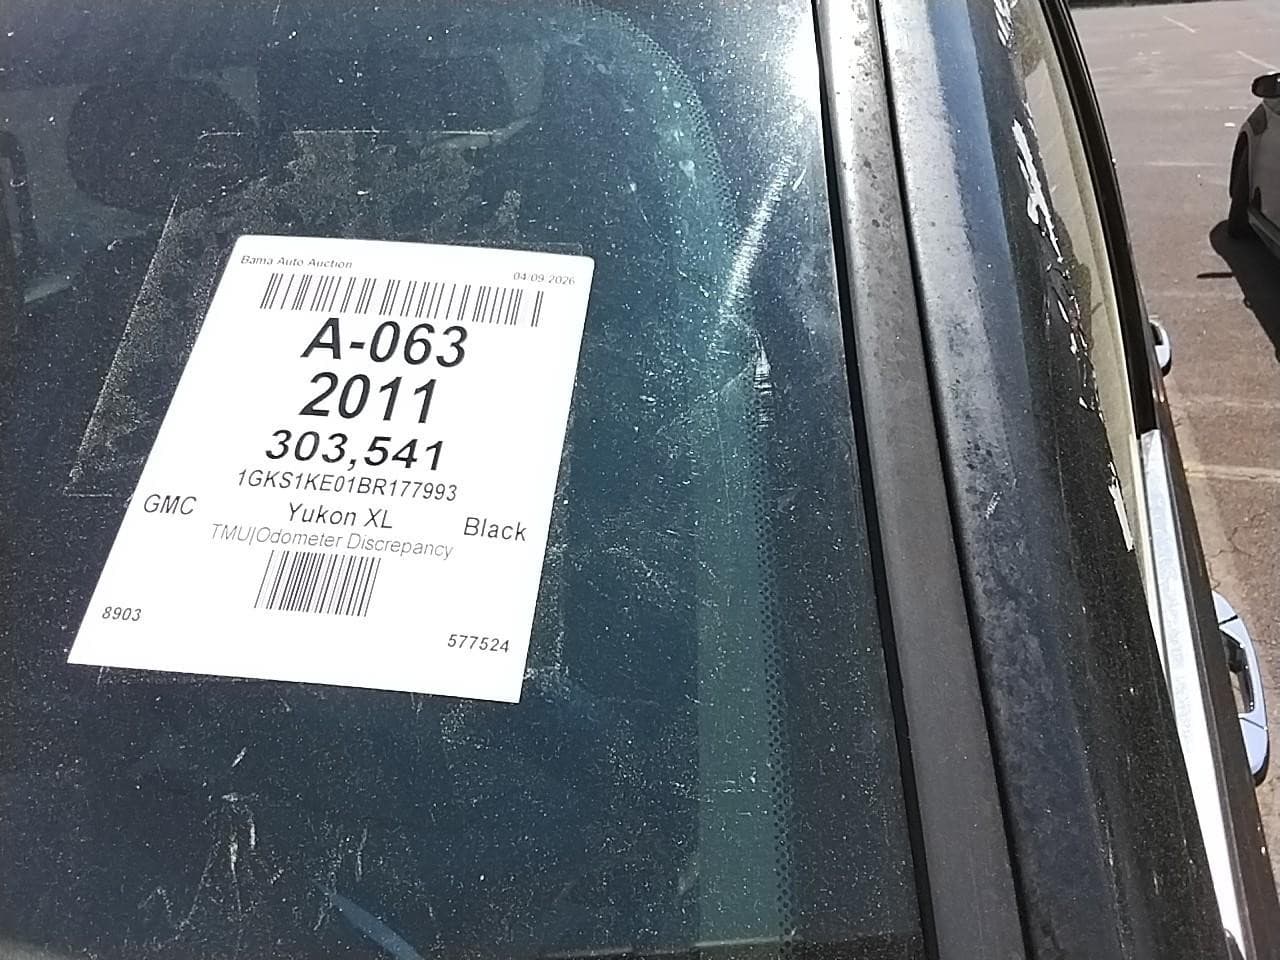 Bama Auto Auction
04/09 2026
A-063
2011
303,541
1GKS1KE01BR177993
GMC
Yukon XL
Black
TMU|Odometer Discrepancy
8903
577524